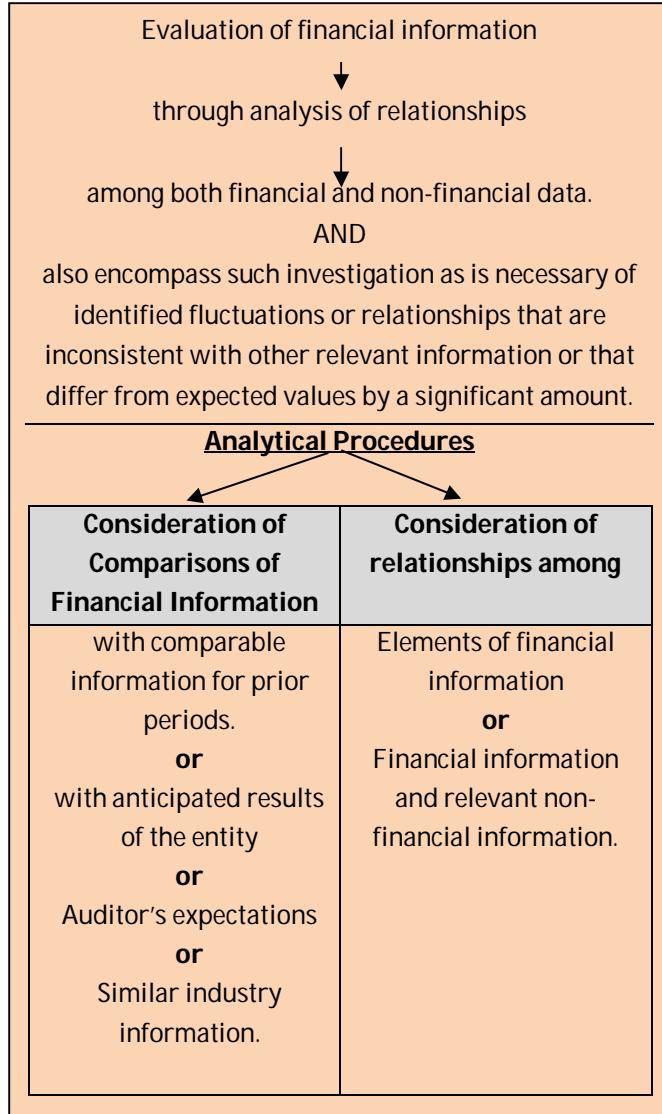 Evaluation of financial information
through analysis of relationships
among both financial and non-financial data.
AND
also encompass such investigation as is necessary of
identified fluctuations or relationships that are
inconsistent with other relevant information or that
differ from expected values by a significant amount.
Analytical Procedures
Consideration of
Comparisons of
Financial Information
with comparable
information for prior
periods.
or
with anticipated results
of the entity
or
Auditor’s expectations
or
Similar industry
information.
Consideration of
relationships among
Elements of financial
information
or
Financial information
and relevant non-
financial information.